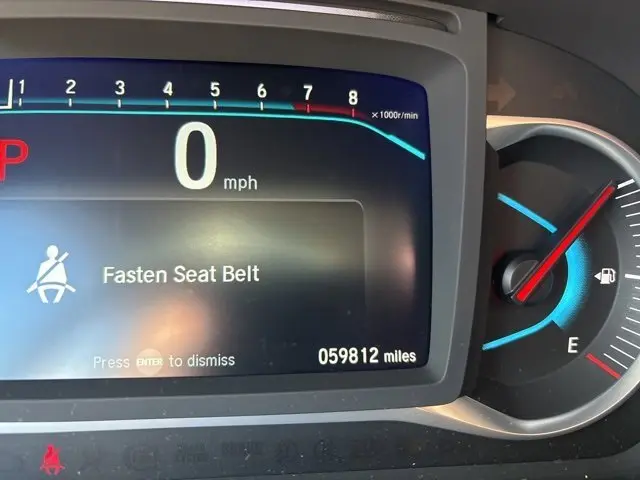 1 2 3 4 5 6 7 8
×1000r/min
P
0 mph
Fasten Seat Belt
E
Press ENTER to dismiss
059812 miles